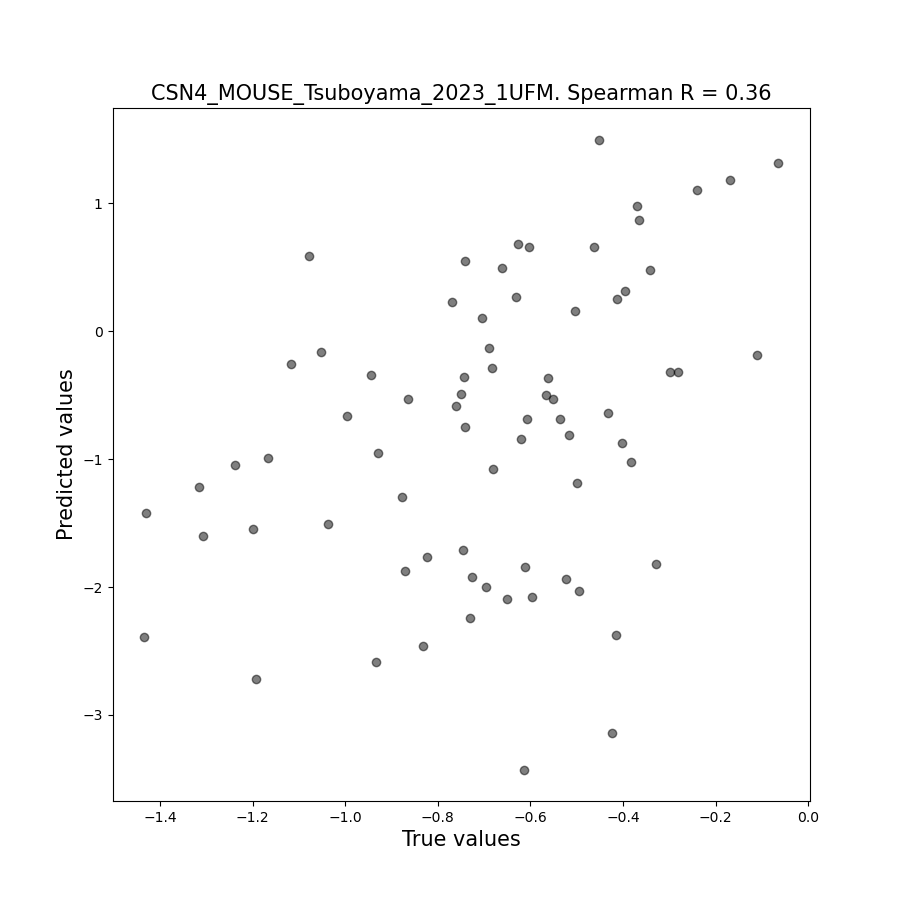 CSN4_MOUSE_Tsuboyama_2023_1UFM. Spearman R = 0.36
1
0
−1
−2
−3
Predicted values
−1.4 −1.2 −1.0 −0.8 −0.6 −0.4 −0.2 0.0
True values